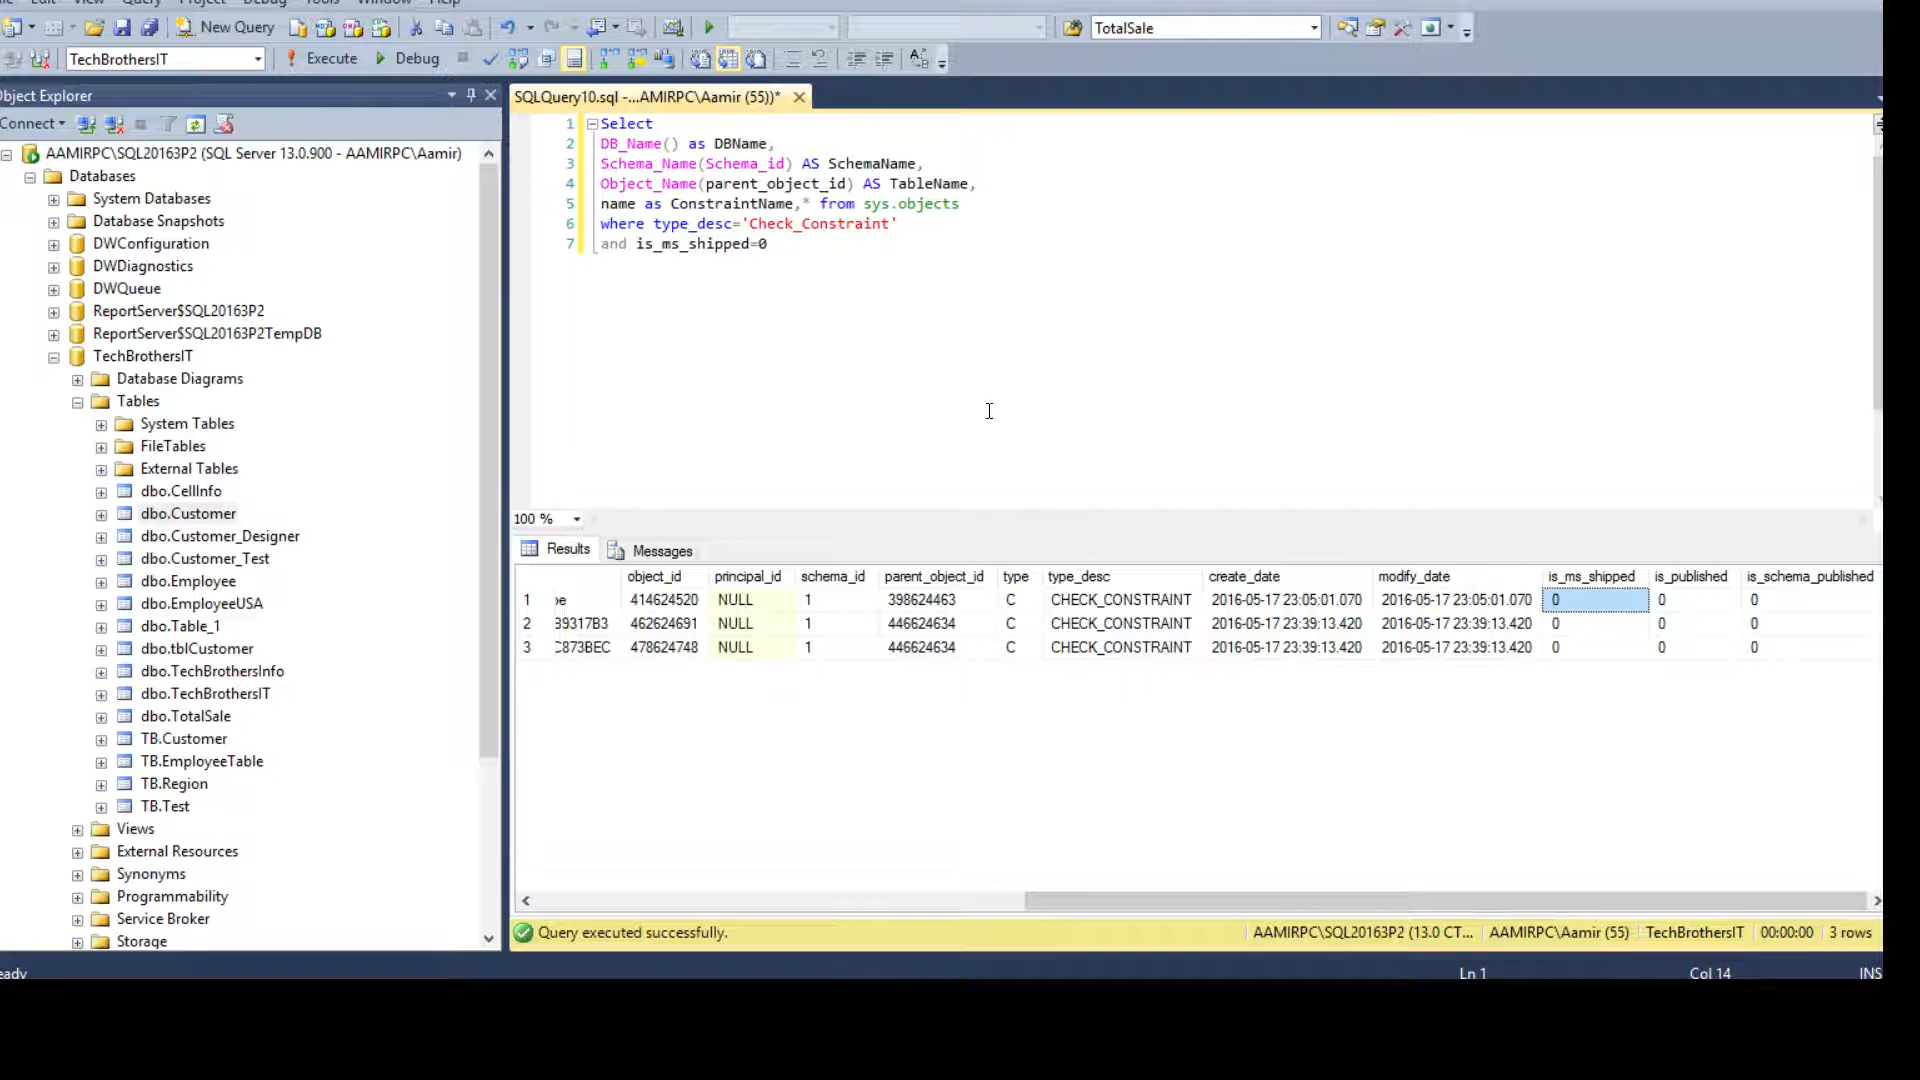 Edit View Query Project Debug Tools Window Help
New Query TotalSale
TechBrothersIT Execute Debug
Object Explorer
Connect
AAMIRPC\SQL20163P2 (SQL Server 13.0.900 - AAMIRPC\Aamir)
Databases
System Databases
Database Snapshots
DWConfiguration
DWDiagnostics
DWQueue
ReportServer$SQL20163P2
ReportServer$SQL20163P2TempDB
TechBrothersIT
Database Diagrams
Tables
System Tables
FileTables
External Tables
dbo.CellInfo
dbo.Customer
dbo.Customer_Designer
dbo.Customer_Test
dbo.Employee
dbo.EmployeeUSA
dbo.Table_1
dbo.tblCustomer
dbo.TechBrothersInfo
dbo.TechBrothersIT
dbo.TotalSale
TB.Customer
TB.EmployeeTable
TB.Region
TB.Test
Views
External Resources
Synonyms
Programmability
Service Broker
Storage
SQLQuery10.sql -...AMIRPC\Aamir (55))*
1 Select
2 DB_Name() as DBName,
3 Schema_Name(Schema_id) AS SchemaName,
4 Object_Name(parent_object_id) AS TableName,
5 name as ConstraintName,* from sys.objects
6 where type_desc='Check_Constraint'
7 and is_ms_shipped=0
100 %
Results Messages
object_id principal_id schema_id parent_object_id type type_desc create_date modify_date is_ms_shipped is_published is_schema_published
1 pe 414624520 NULL 1 398624463 C CHECK_CONSTRAINT 2016-05-17 23:05:01.070 2016-05-17 23:05:01.070 0 0 0
2 39317B3 462624691 NULL 1 446624634 C CHECK_CONSTRAINT 2016-05-17 23:39:13.420 2016-05-17 23:39:13.420 0 0 0
3 C873BEC 478624748 NULL 1 446624634 C CHECK_CONSTRAINT 2016-05-17 23:39:13.420 2016-05-17 23:39:13.420 0 0 0
Query executed successfully. AAMIRPC\SQL20163P2 (13.0 CT... AAMIRPC\Aamir (55) TechBrothersIT 00:00:00 3 rows
eady Ln 1 Col 14 INS